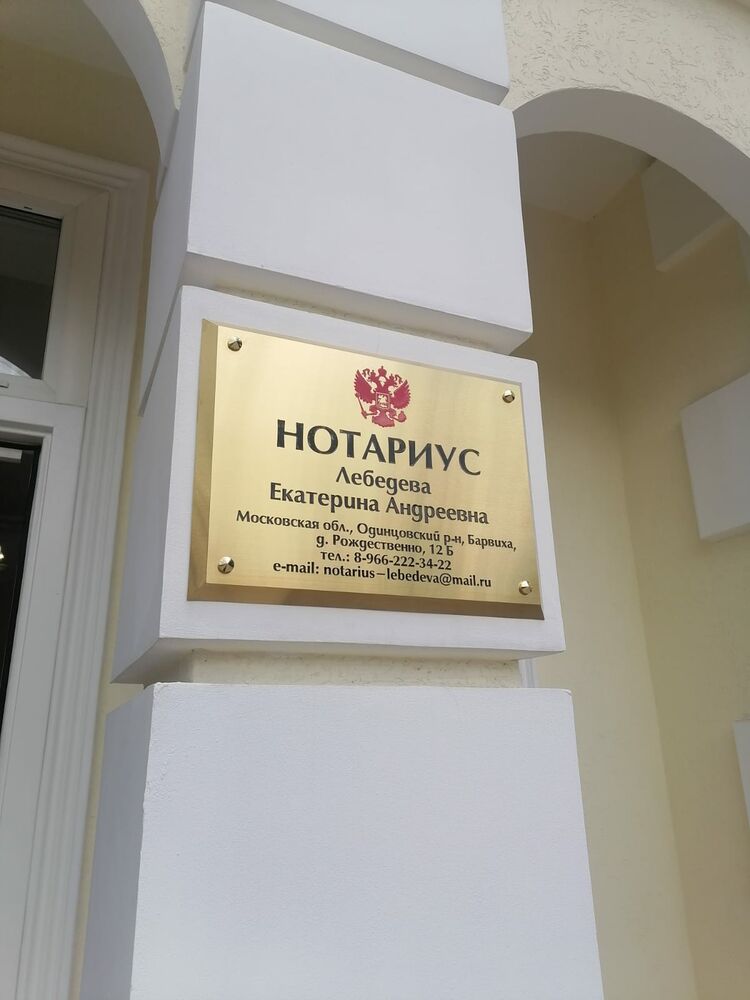 НОТАРИУС
Лебедева
Екатерина Андреевна
Московская обл., Одинцовский р-н, Барвиха,
д. Рождественно, 12 Б
тел.: 8-966-222-34-22
e-mail: notarius-lebedeva@mail.ru